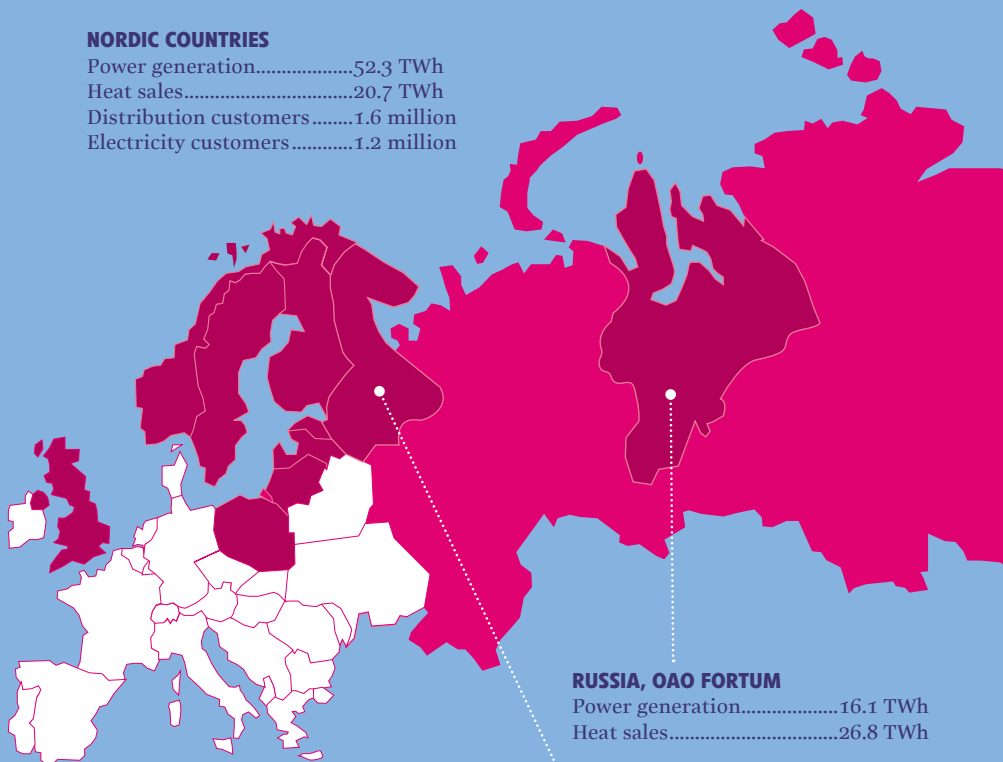 NORDIC COUNTRIES
Power generation..................52.3 TWh
Heat sales...............................20.7 TWh
Distribution customers........1.6 million
Electricity customers............1.2 million
RUSSIA, OAO FORTUM
Power generation..................16.1 TWh
Heat sales...............................26.8 TWh